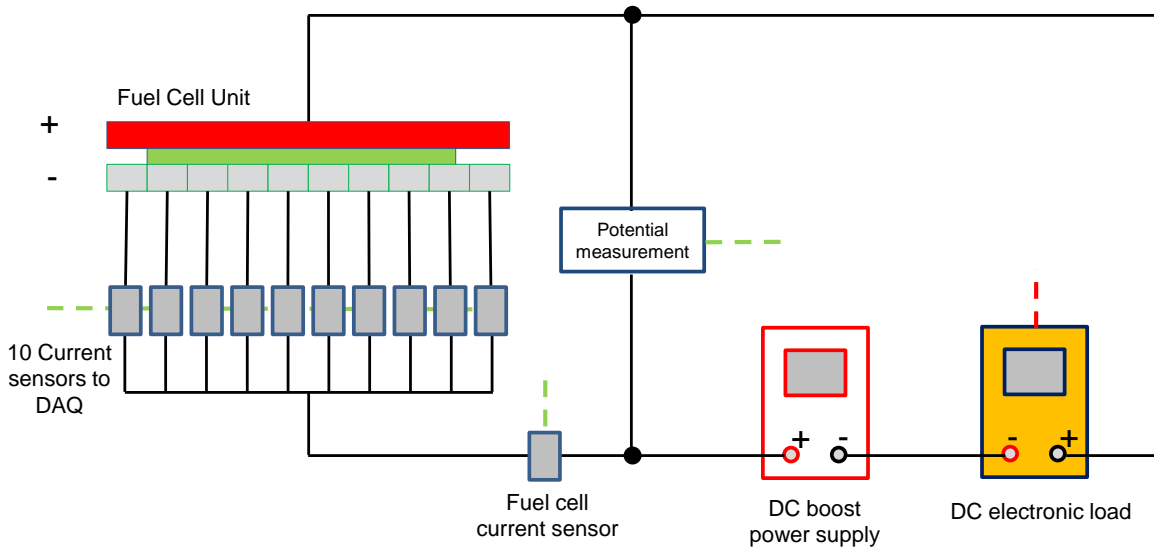 Fuel Cell Unit
+
-
Potential
measurement
10 Current
sensors to
DAQ
+ -
- +
Fuel cell
current sensor
DC boost
power supply
DC electronic load